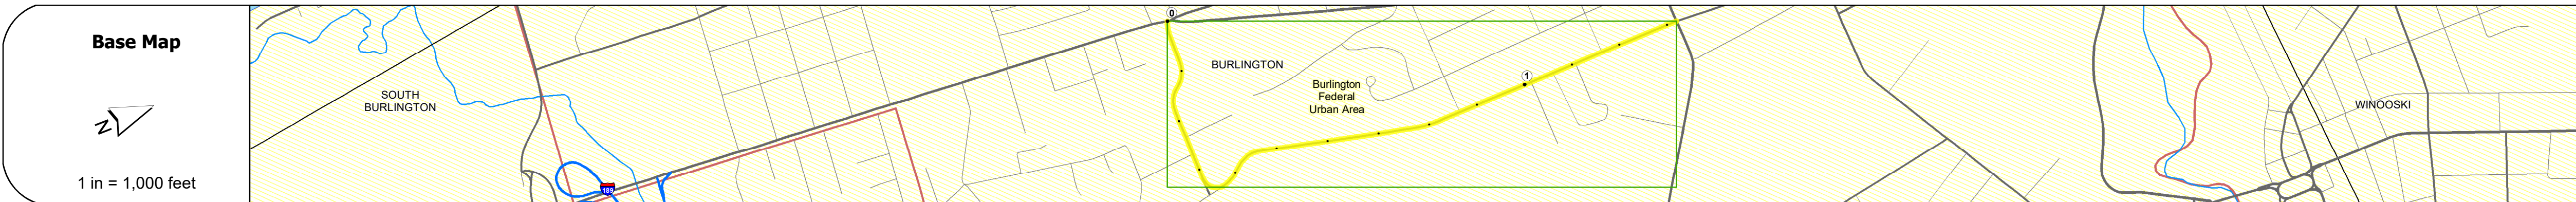 Base Map
N
1 in = 1,000 feet
SOUTH
BURLINGTON
189
0
BURLINGTON
Burlington
Federal
Urban Area
1
WINOOSKI